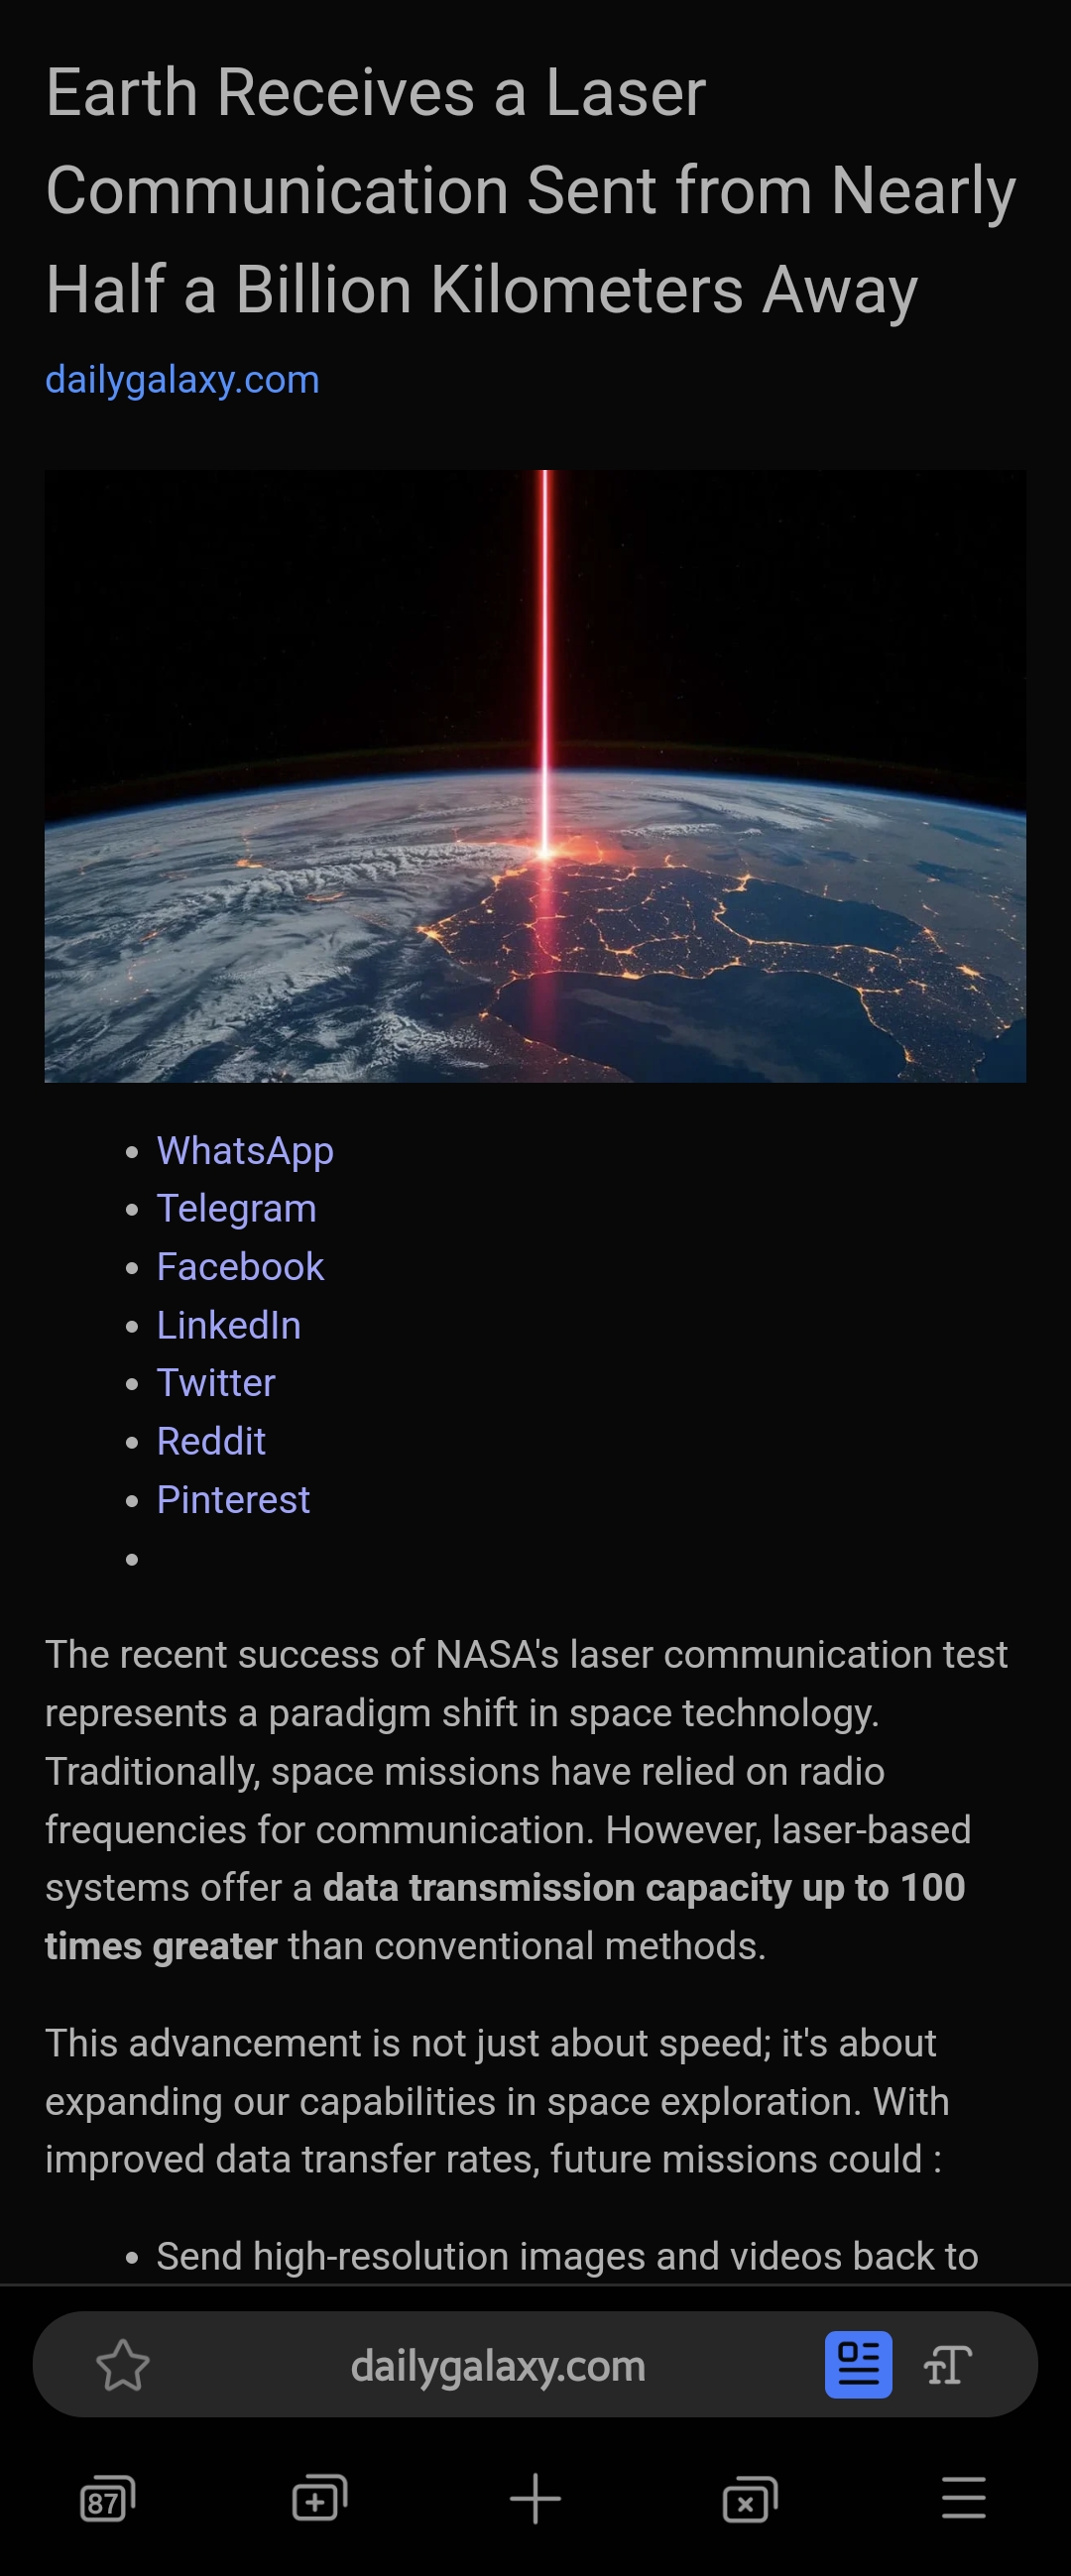 Earth Receives a Laser
Communication Sent from Nearly
Half a Billion Kilometers Away
dailygalaxy.com
WhatsApp
Telegram
Facebook
LinkedIn
Twitter
Reddit
Pinterest
The recent success of NASA's laser communication test
represents a paradigm shift in space technology.
Traditionally, space missions have relied on radio
frequencies for communication. However, laser-based
systems offer a data transmission capacity up to 100
times greater than conventional methods.
This advancement is not just about speed; it's about
expanding our capabilities in space exploration. With
improved data transfer rates, future missions could :
Send high-resolution images and videos back to
dailygalaxy.com
87